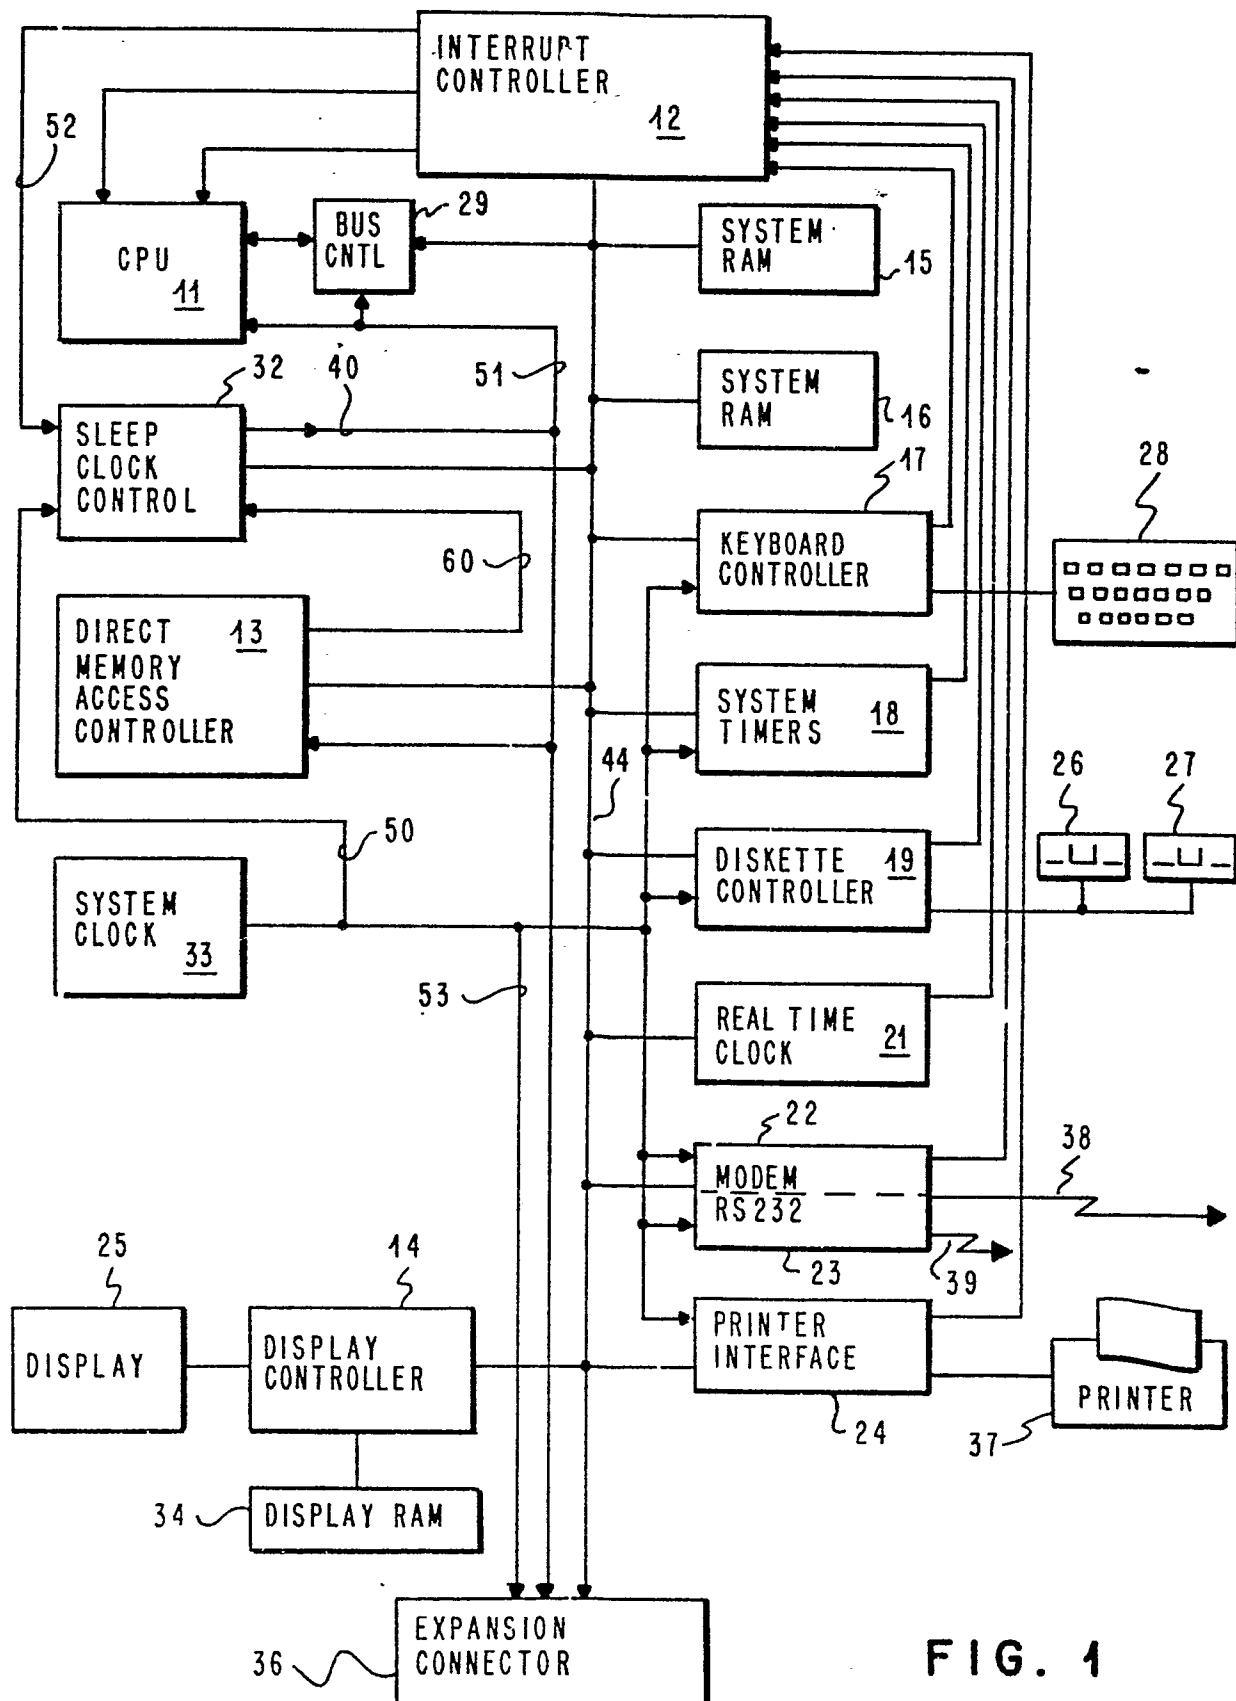 INTERRUPT
CONTROLLER
12
52
29
BUS
CNTL
CPU
11
SYSTEM
RAM
15
32
40
51
SYSTEM
RAM
16
SLEEP
CLOCK
CONTROL
17
28
KEYBOARD
CONTROLLER
60
DIRECT
MEMORY
ACCESS
CONTROLLER
13
SYSTEM
TIMERS
18
44
26
27
50
DISKETTE
CONTROLLER
19
SYSTEM
CLOCK
33
53
REAL TIME
CLOCK
21
22
38
MODEM
RS232
23
39
25
14
DISPLAY
DISPLAY
CONTROLLER
PRINTER
INTERFACE
24
PRINTER
37
34
DISPLAY RAM
EXPANSION
CONNECTOR
36
FIG. 1